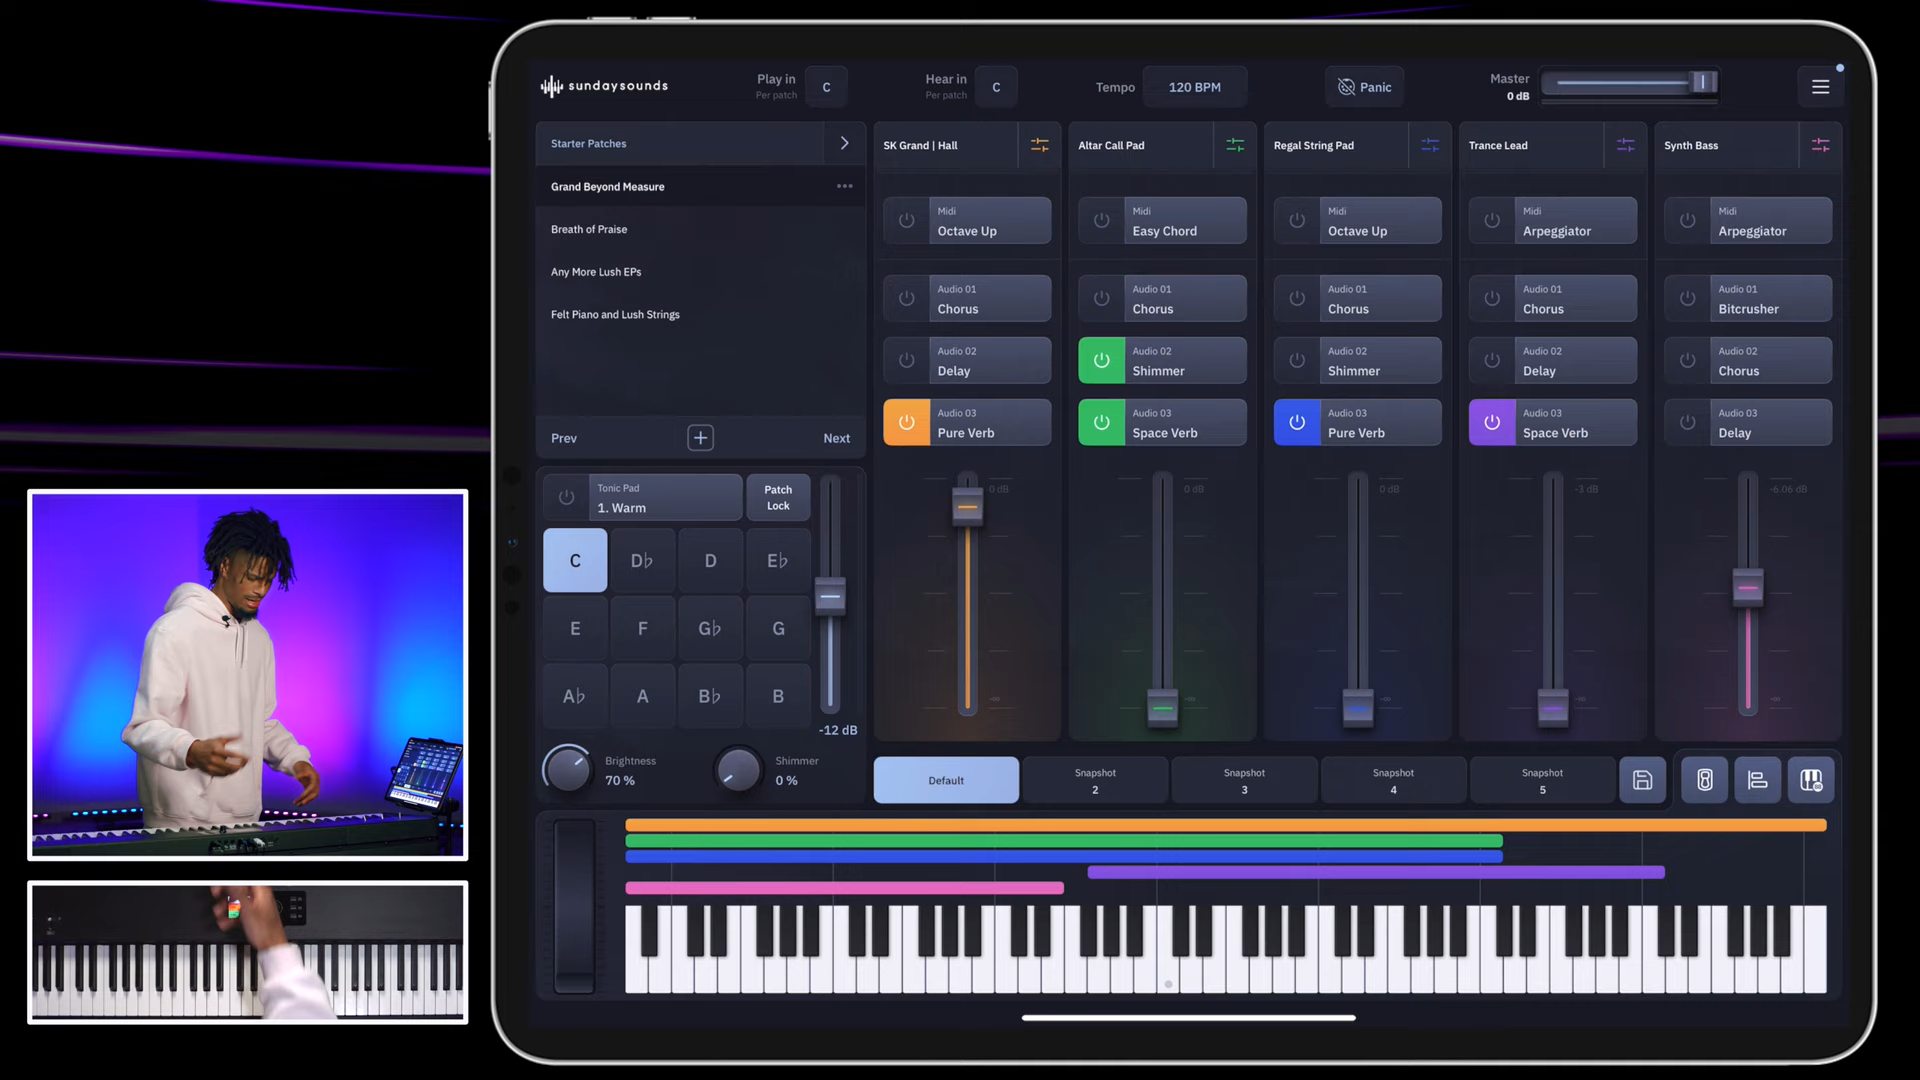 sundaysounds
Play in
Per patch
C
Hear in
Per patch
C
Tempo
120 BPM
Panic
Master
0 dB
Starter Patches
Grand Beyond Measure
Breath of Praise
Any More Lush EPs
Felt Piano and Lush Strings
Prev
Next
SK Grand | Hall
Altar Call Pad
Regal String Pad
Trance Lead
Synth Bass
Midi
Octave Up
Midi
Easy Chord
Midi
Octave Up
Midi
Arpeggiator
Midi
Arpeggiator
Audio 01
Chorus
Audio 01
Chorus
Audio 01
Chorus
Audio 01
Chorus
Audio 01
Bitcrusher
Audio 02
Delay
Audio 02
Shimmer
Audio 02
Shimmer
Audio 02
Delay
Audio 02
Chorus
Audio 03
Pure Verb
Audio 03
Space Verb
Audio 03
Pure Verb
Audio 03
Space Verb
Audio 03
Delay
0 dB
0 dB
0 dB
-3 dB
-6.06 dB
-∞
-∞
-∞
-∞
-∞
Tonic Pad
1. Warm
Patch
Lock
C
D♭
D
E♭
E
F
G♭
G
A♭
A
B♭
B
-12 dB
Brightness
70 %
Shimmer
0 %
Default
Snapshot
2
Snapshot
3
Snapshot
4
Snapshot
5